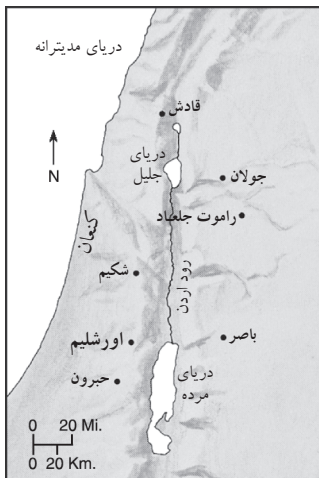 دریای مدیترانه
قادش
دریای
جلیل
N
جولان
راموت جلعاد
کنعان
شکیم
رود اردن
اورشلیم
باصر
حبرون
دریای
مرده
0 20 Mi.
0 20 Km.